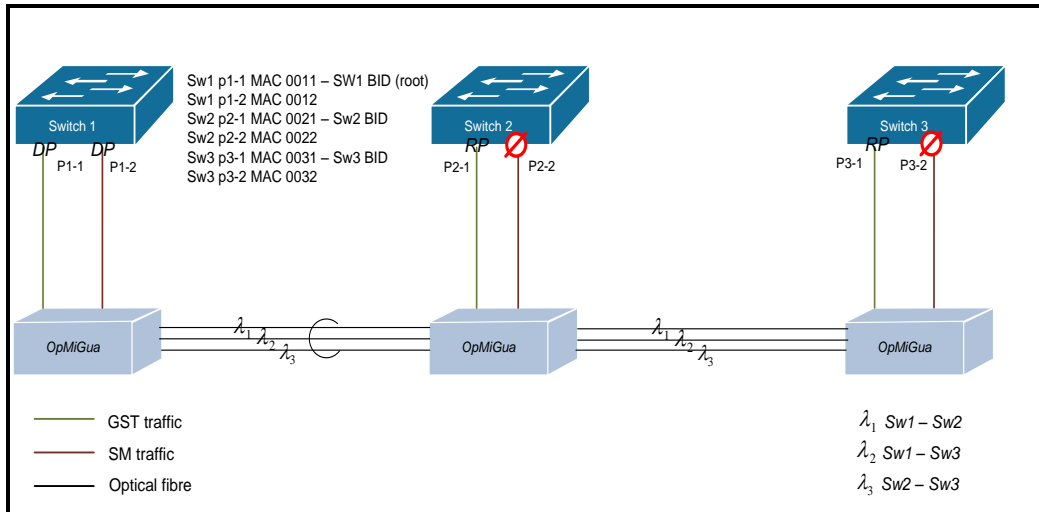 Sw1 p1-1 MAC 0011 – SW1 BID (root)
Sw1 p1-2 MAC 0012
Sw2 p2-1 MAC 0021 – Sw2 BID
Sw2 p2-2 MAC 0022
Sw3 p3-1 MAC 0031 – Sw3 BID
Sw3 p3-2 MAC 0032
Switch 1
DP DP
P1-1 P1-2
Switch 2
RP
P2-1 P2-2
Switch 3
RP
P3-1 P3-2
OpMiGua
λ1 λ2 λ3
OpMiGua
λ1 λ2 λ3
OpMiGua
GST traffic
SM traffic
Optical fibre
λ1 Sw1 – Sw2
λ2 Sw1 – Sw3
λ3 Sw2 – Sw3